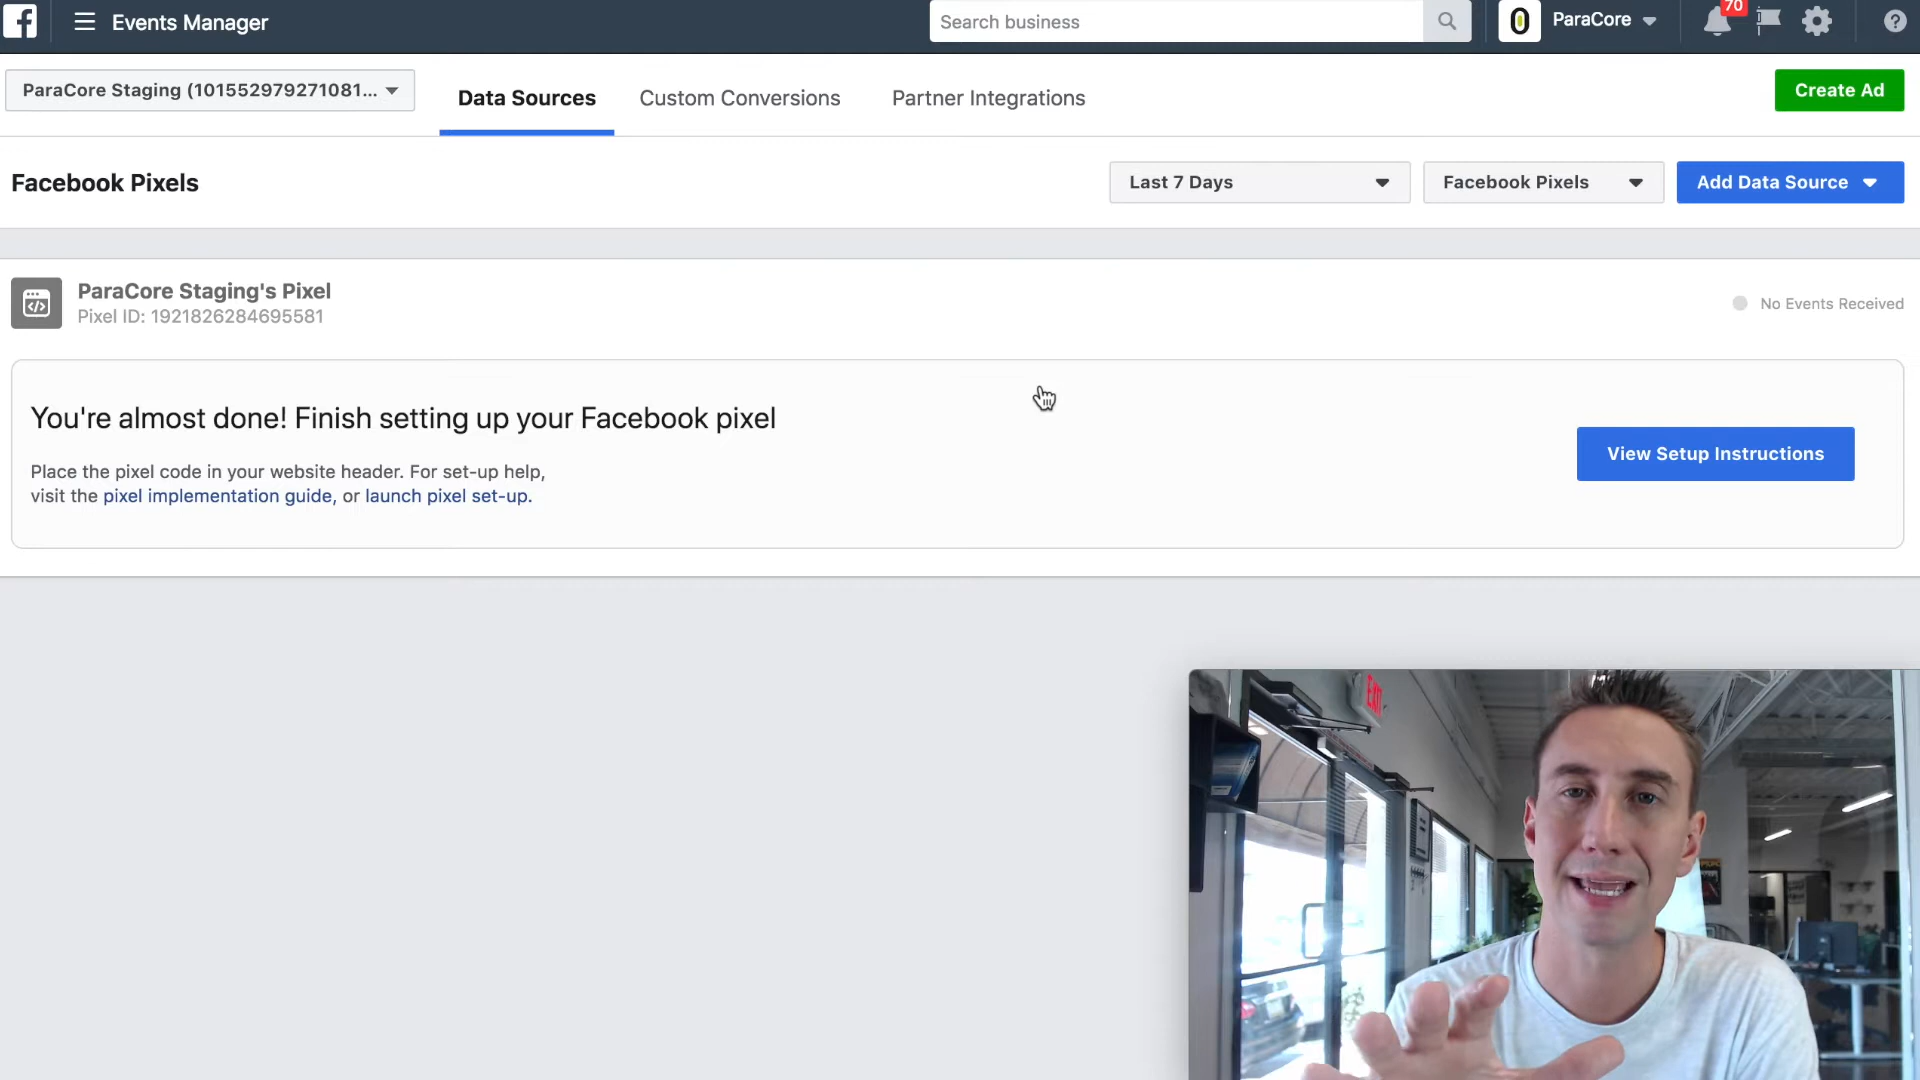 Events Manager
Search business
ParaCore
70
ParaCore Staging (101552979271081...
Data Sources
Custom Conversions
Partner Integrations
Create Ad
Facebook Pixels
Last 7 Days
Facebook Pixels
Add Data Source
ParaCore Staging's Pixel
Pixel ID: 1921826284695581
No Events Received
You're almost done! Finish setting up your Facebook pixel
Place the pixel code in your website header. For set-up help,
visit the pixel implementation guide, or launch pixel set-up.
View Setup Instructions
EXIT